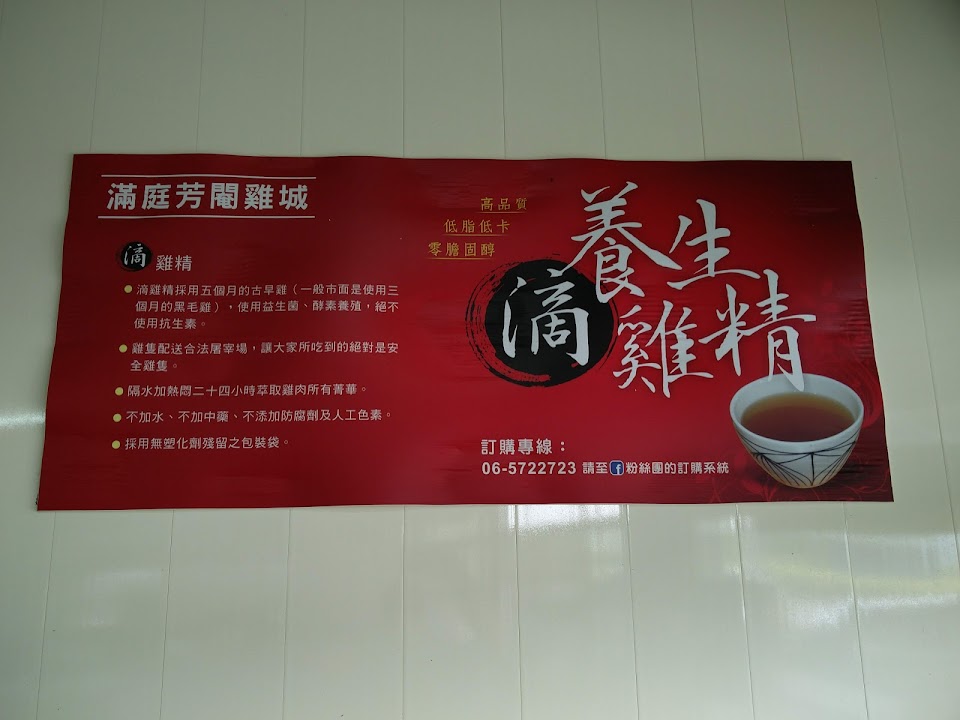 滿庭芳閹雞城
滴 雞精
滴雞精採用五個月的古早雞（一般市面是使用三
個月的黑毛雞），使用益生菌、酵素養殖，絕不
使用抗生素。
雞隻配送合法屠宰場，讓大家所吃到的絕對是安
全雞隻。
隔水加熱悶二十四小時萃取雞肉所有菁華。
不加水、不加中藥、不添加防腐劑及人工色素。
採用無塑化劑殘留之包裝袋。
高品質
低脂低卡
零膽固醇
養生
滴雞精
訂購專線：
06-5722723 請至f粉絲團的訂購系統